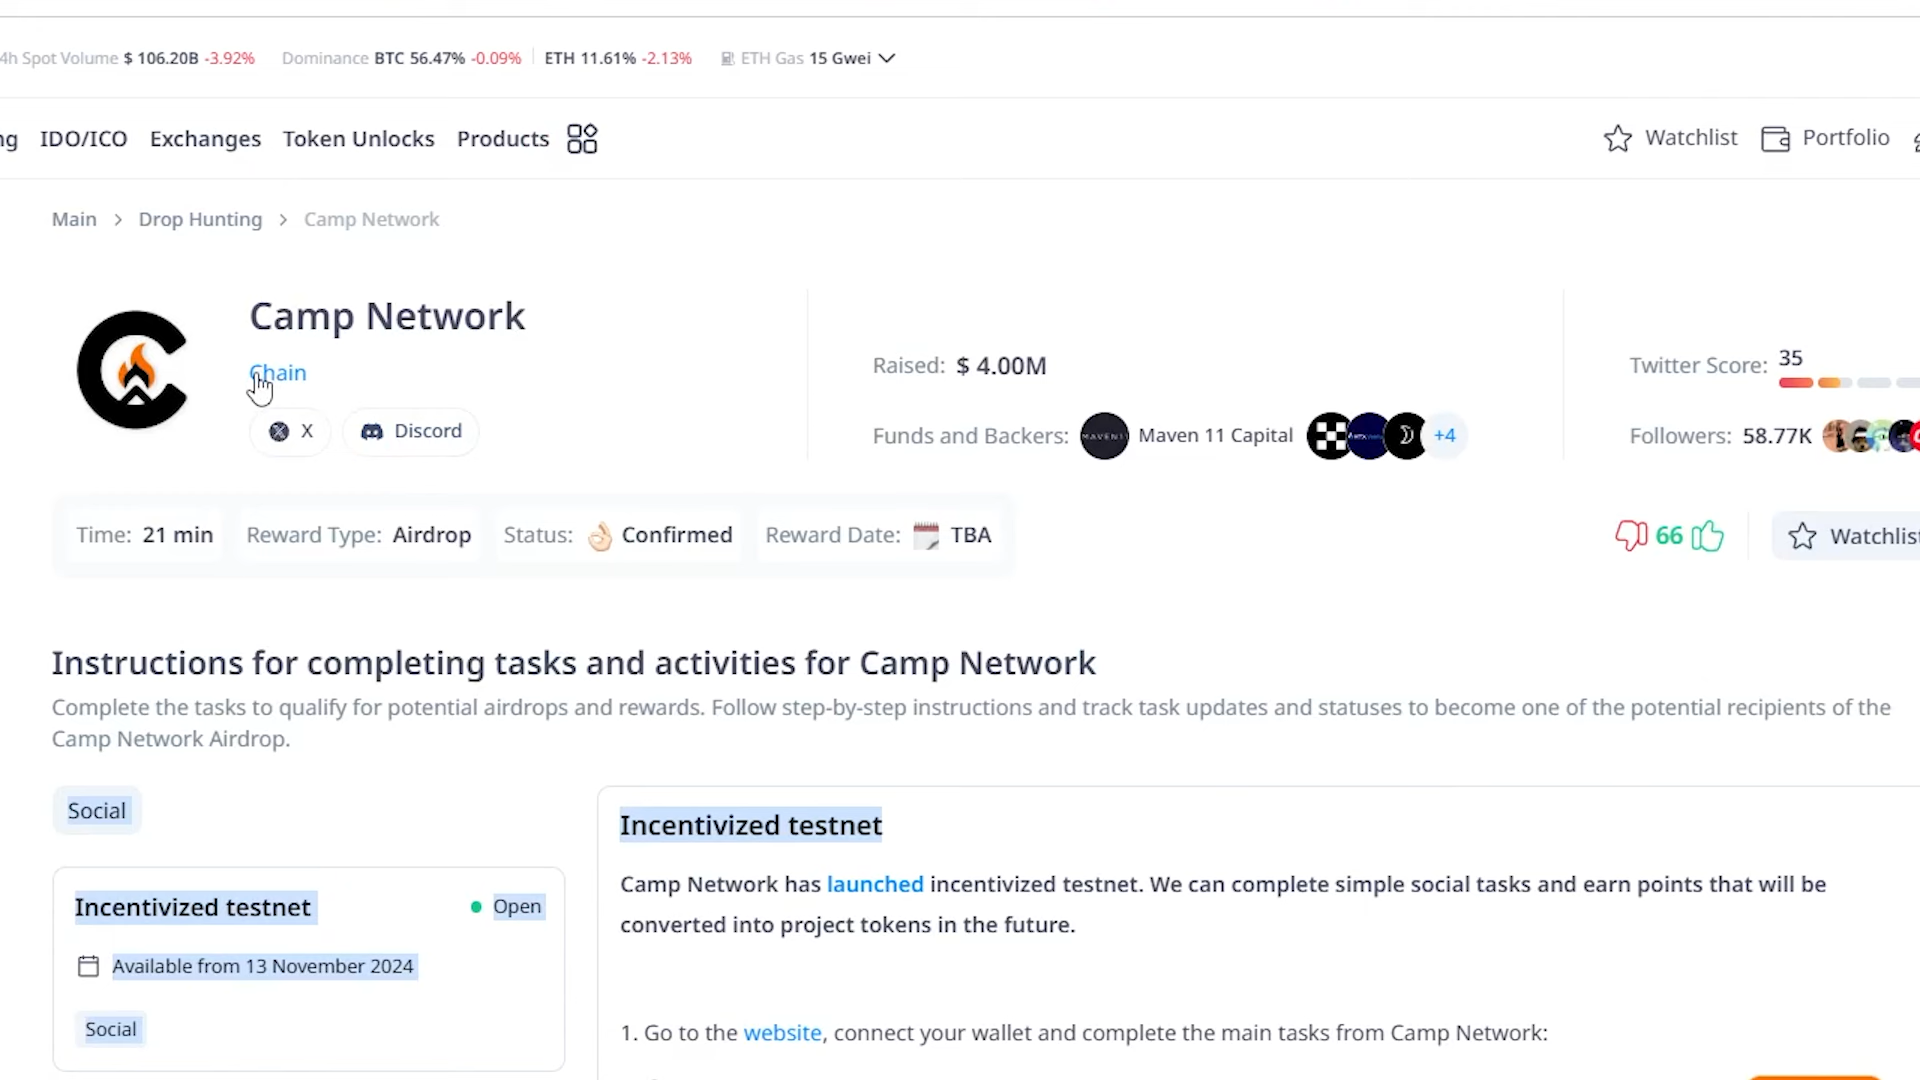 4h Spot Volume $ 106.20B -3.92% Dominance BTC 56.47% -0.09% ETH 11.61% -2.13% ETH Gas 15 Gwei
ng IDO/ICO Exchanges Token Unlocks Products Watchlist Portfolio
Main > Drop Hunting > Camp Network
Camp Network
Chain
X Discord
Raised: $ 4.00M
Funds and Backers: MAVEN11 Maven 11 Capital +4
Twitter Score: 35
Followers: 58.77K
Time: 21 min Reward Type: Airdrop Status: Confirmed Reward Date: TBA
66 Watchlist
Instructions for completing tasks and activities for Camp Network
Complete the tasks to qualify for potential airdrops and rewards. Follow step-by-step instructions and track task updates and statuses to become one of the potential recipients of the
Camp Network Airdrop.
Social
Incentivized testnet Open
Available from 13 November 2024
Social
Incentivized testnet
Camp Network has launched incentivized testnet. We can complete simple social tasks and earn points that will be
converted into project tokens in the future.
1. Go to the website, connect your wallet and complete the main tasks from Camp Network: